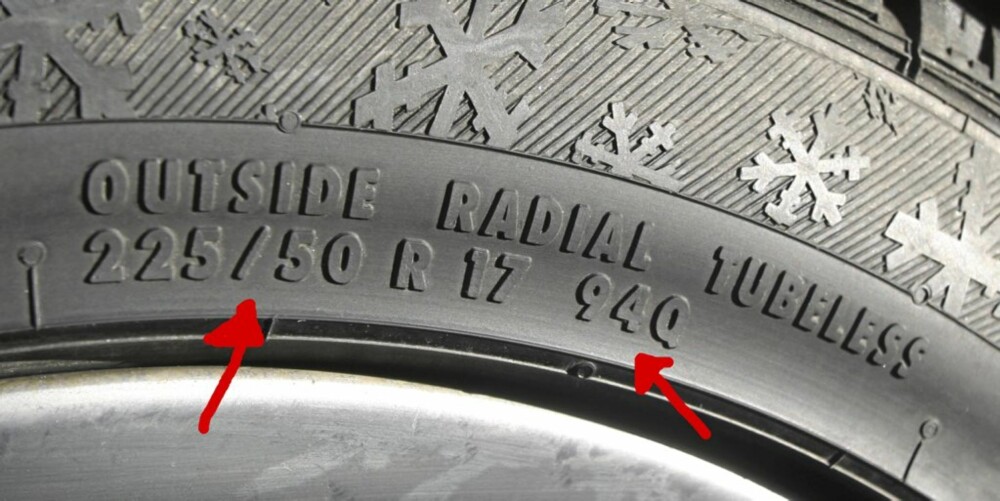 OUTSIDE RADIAL TUBELESS
225/50 R 17 94Q